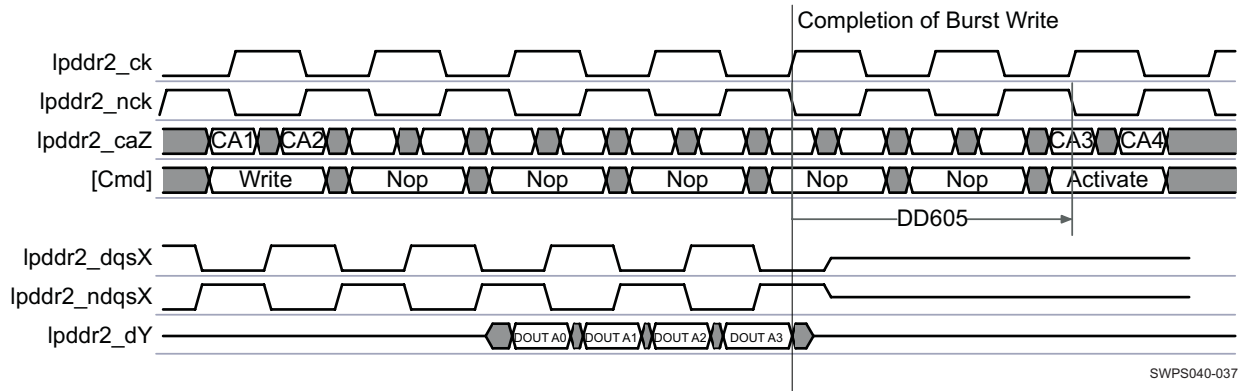 Completion of Burst Write
lpddr2_ck
lpddr2_nck
lpddr2_caZ CA1 CA2 CA3 CA4
[Cmd] Write Nop Nop Nop Nop Nop Activate
DD605
lpddr2_dqsX
lpddr2_ndqsX
lpddr2_dY DOUT A0 DOUT A1 DOUT A2 DOUT A3
SWPS040-037